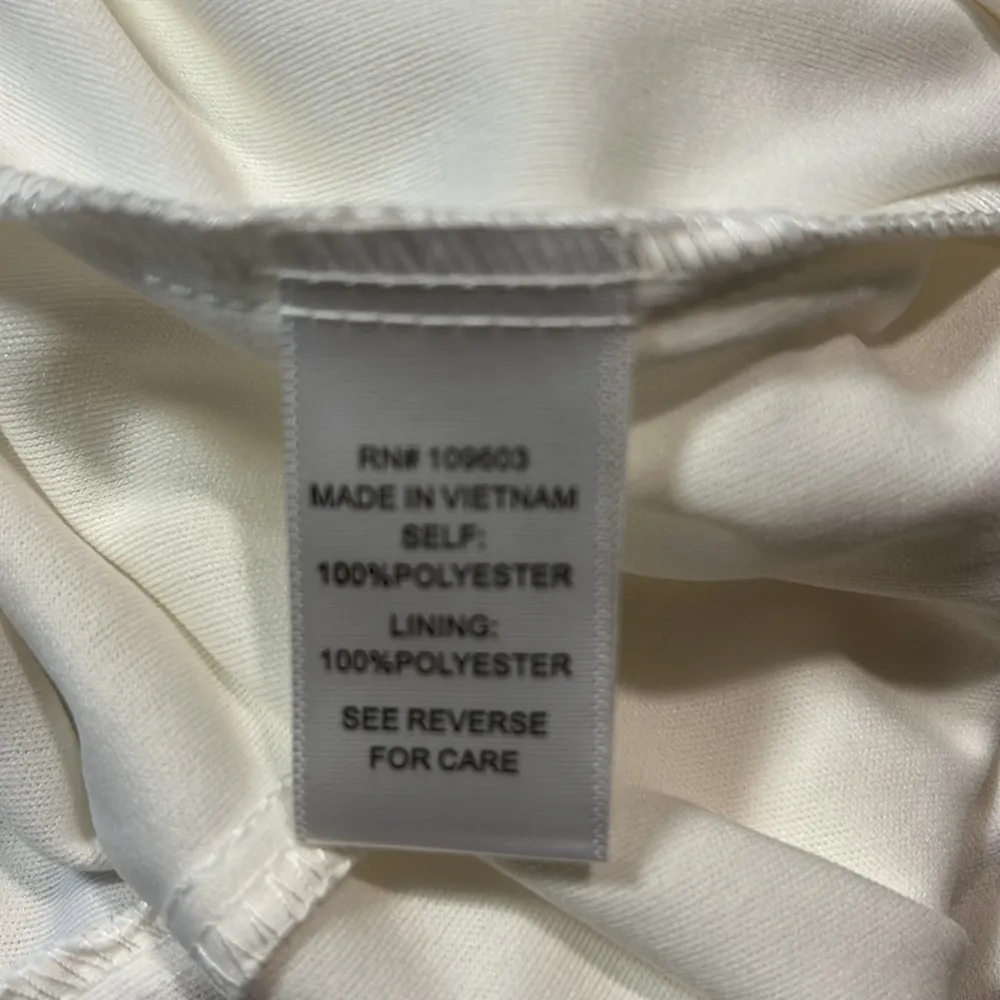 RN# 109603
MADE IN VIETNAM
SELF:
100%POLYESTER
LINING:
100%POLYESTER
SEE REVERSE
FOR CARE